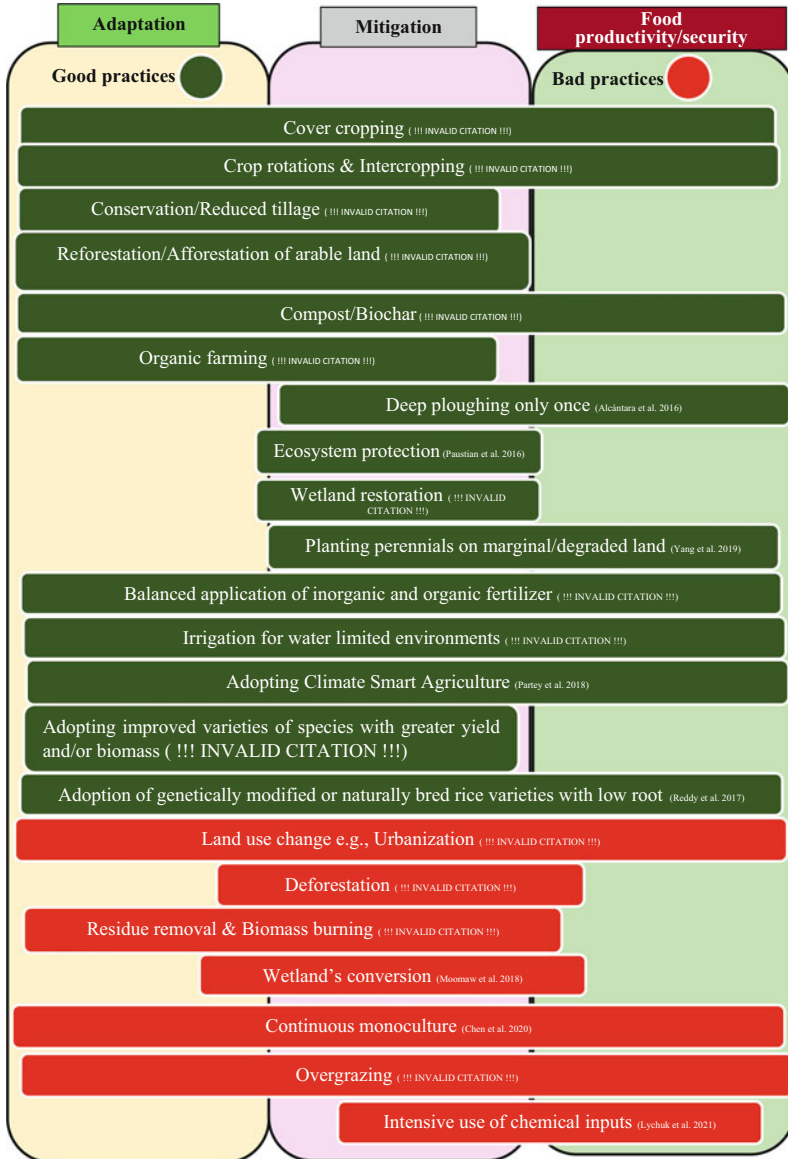 Adaptation
Mitigation
Food
productivity/security
Good practices
Bad practices
Cover cropping ( !!! INVALID CITATION !!!)
Crop rotations & Intercropping ( !!! INVALID CITATION !!!)
Conservation/Reduced tillage ( !!! INVALID CITATION !!!)
Reforestation/Afforestation of arable land ( !!! INVALID CITATION !!!)
Compost/Biochar ( !!! INVALID CITATION !!!)
Organic farming ( !!! INVALID CITATION !!!)
Deep ploughing only once (Alcántara et al. 2016)
Ecosystem protection (Paustian et al. 2016)
Wetland restoration ( !!! INVALID
CITATION !!!)
Planting perennials on marginal/degraded land (Yang et al. 2019)
Balanced application of inorganic and organic fertilizer ( !!! INVALID CITATION !!!)
Irrigation for water limited environments ( !!! INVALID CITATION !!!)
Adopting Climate Smart Agriculture (Partey et al. 2018)
Adopting improved varieties of species with greater yield
and/or biomass ( !!! INVALID CITATION !!!)
Adoption of genetically modified or naturally bred rice varieties with low root (Reddy et al. 2017)
Land use change e.g., Urbanization ( !!! INVALID CITATION !!!)
Deforestation ( !!! INVALID CITATION !!!)
Residue removal & Biomass burning ( !!! INVALID CITATION !!!)
Wetland’s conversion (Moomaw et al. 2018)
Continuous monoculture (Chen et al. 2020)
Overgrazing ( !!! INVALID CITATION !!!)
Intensive use of chemical inputs (Lychuk et al. 2021)